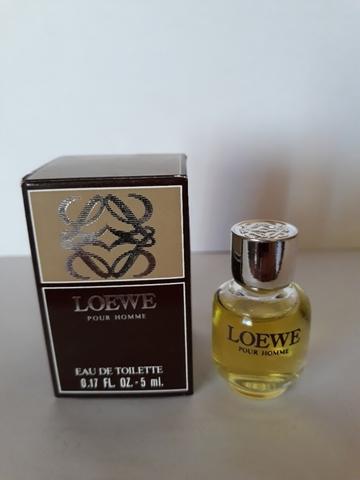 LOEWE
POUR HOMME
EAU DE TOILETTE
0.17 FL. OZ.-5 ml.
LOEWE
POUR HOMME